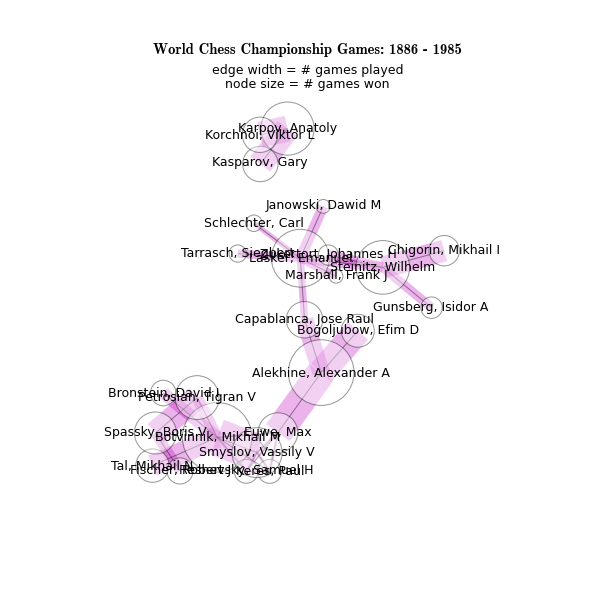 World Chess Championship Games: 1886 - 1985
edge width = # games played
node size = # games won
Karpov, Anatoly
Korchnoi, Viktor L
Kasparov, Gary
Janowski, Dawid M
Schlechter, Carl
Chigorin, Mikhail I
Tarrasch, Siegbert
Zukertort, Johannes H
Lasker, Emanuel
Steinitz, Wilhelm
Marshall, Frank J
Gunsberg, Isidor A
Capablanca, Jose Raul
Bogoljubow, Efim D
Alekhine, Alexander A
Bronstein, David I
Petrosian, Tigran V
Spassky, Boris V
Euwe, Max
Botvinnik, Mikhail M
Smyslov, Vassily V
Tal, Mikhail N
Fischer, Robert J
Reshevsky, Samuel H
Keres, Paul